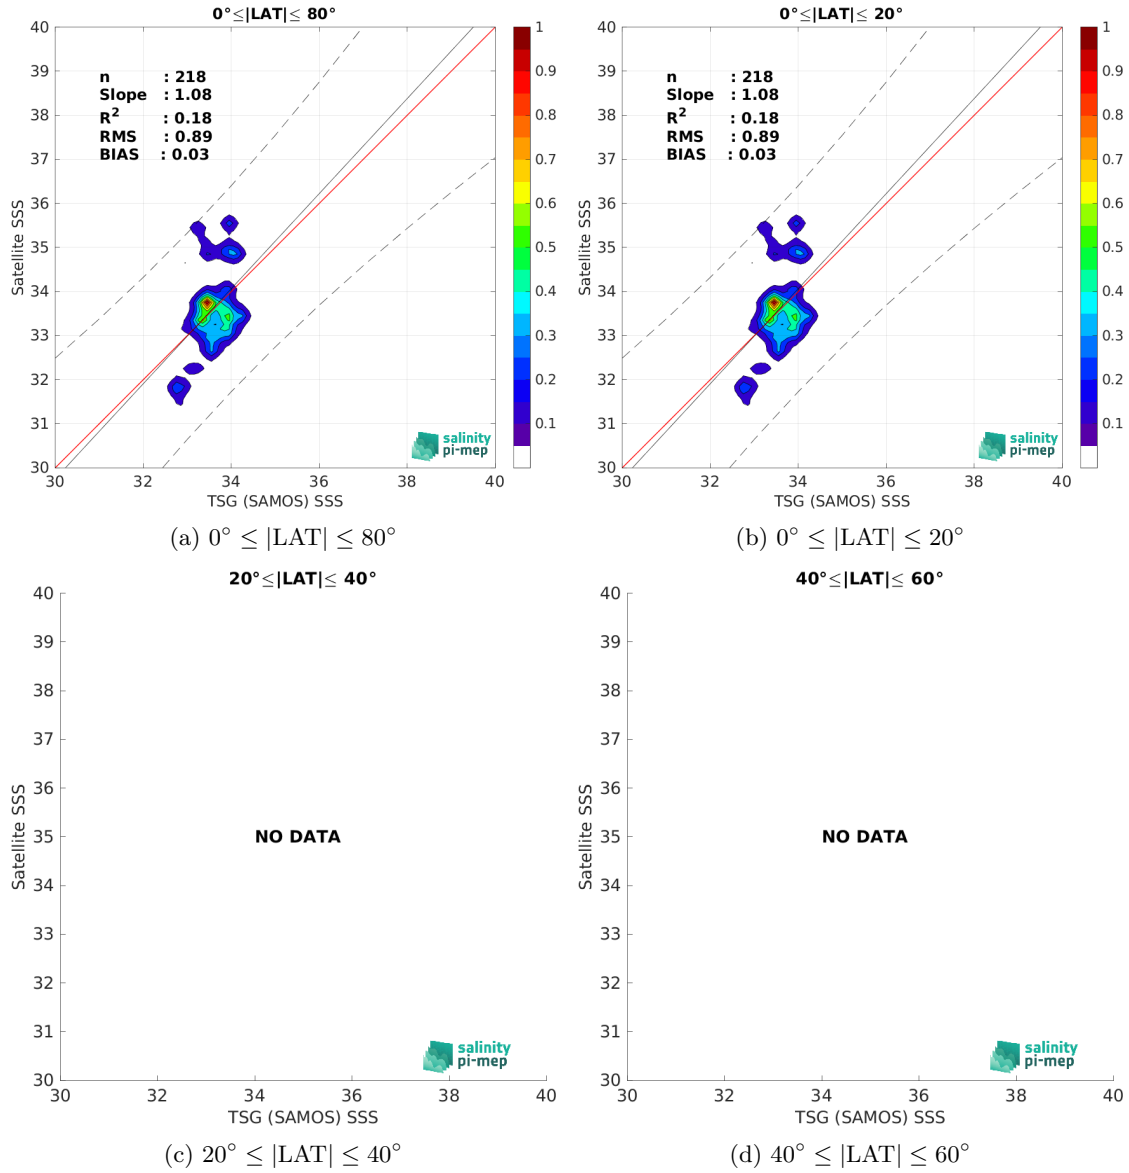 0°≤|LAT|≤ 80°
n : 218
Slope : 1.08
R² : 0.18
RMS : 0.89
BIAS : 0.03
Satellite SSS
40
39
38
37
36
35
34
33
32
31
30
30 32 34 36 38 40
TSG (SAMOS) SSS
1
0.9
0.8
0.7
0.6
0.5
0.4
0.3
0.2
0.1
salinity
pi-mep
(a) 0° ≤ |LAT| ≤ 80°
0°≤|LAT|≤ 20°
n : 218
Slope : 1.08
R² : 0.18
RMS : 0.89
BIAS : 0.03
Satellite SSS
40
39
38
37
36
35
34
33
32
31
30
30 32 34 36 38 40
TSG (SAMOS) SSS
1
0.9
0.8
0.7
0.6
0.5
0.4
0.3
0.2
0.1
salinity
pi-mep
(b) 0° ≤ |LAT| ≤ 20°
20°≤|LAT|≤ 40°
Satellite SSS
40
39
38
37
36
35
34
33
32
31
30
NO DATA
salinity
pi-mep
30 32 34 36 38 40
TSG (SAMOS) SSS
(c) 20° ≤ |LAT| ≤ 40°
40°≤|LAT|≤ 60°
Satellite SSS
40
39
38
37
36
35
34
33
32
31
30
NO DATA
salinity
pi-mep
30 32 34 36 38 40
TSG (SAMOS) SSS
(d) 40° ≤ |LAT| ≤ 60°